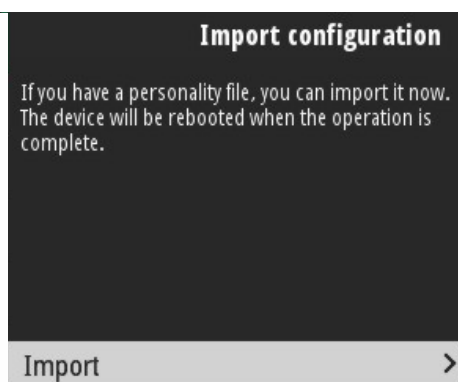 Import configuration
If you have a personality file, you can import it now.
The device will be rebooted when the operation is
complete.
Import